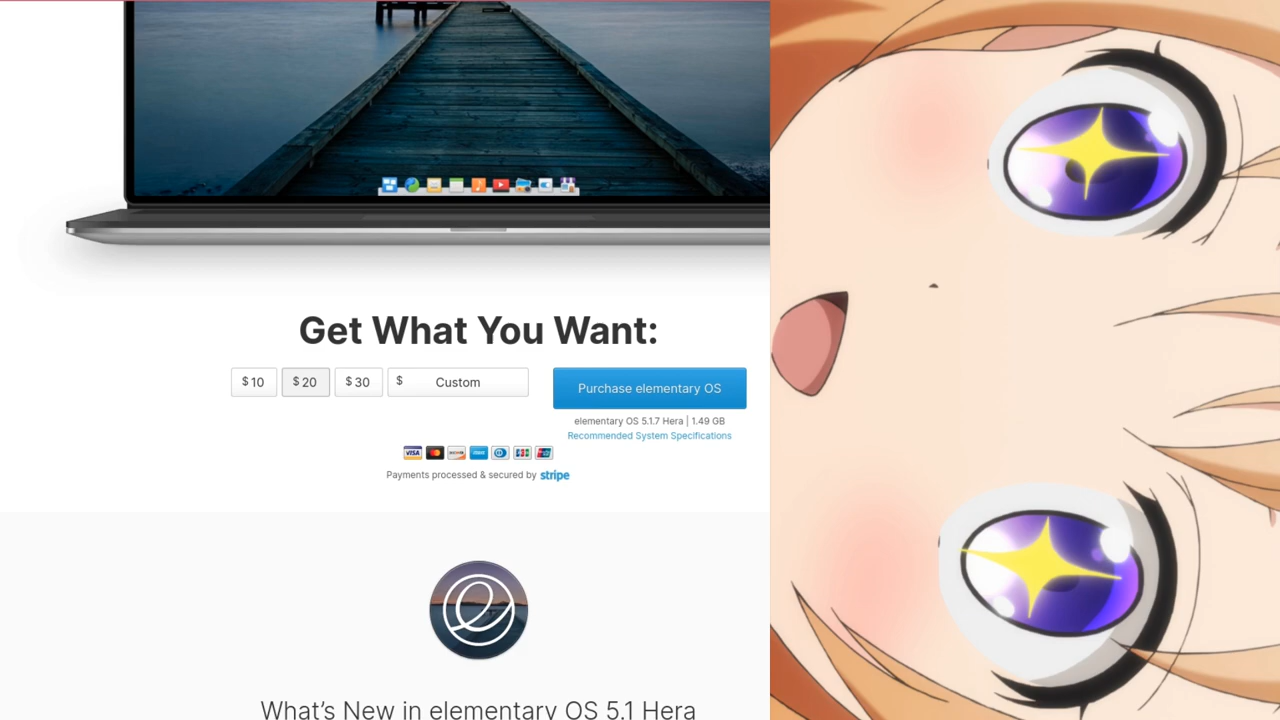 Get What You Want:
$ 10 $ 20 $ 30 $ Custom
Purchase elementary OS
elementary OS 5.1.7 Hera | 1.49 GB
Recommended System Specifications
VISA
Payments processed & secured by stripe
What's New in elementary OS 5.1 Hera